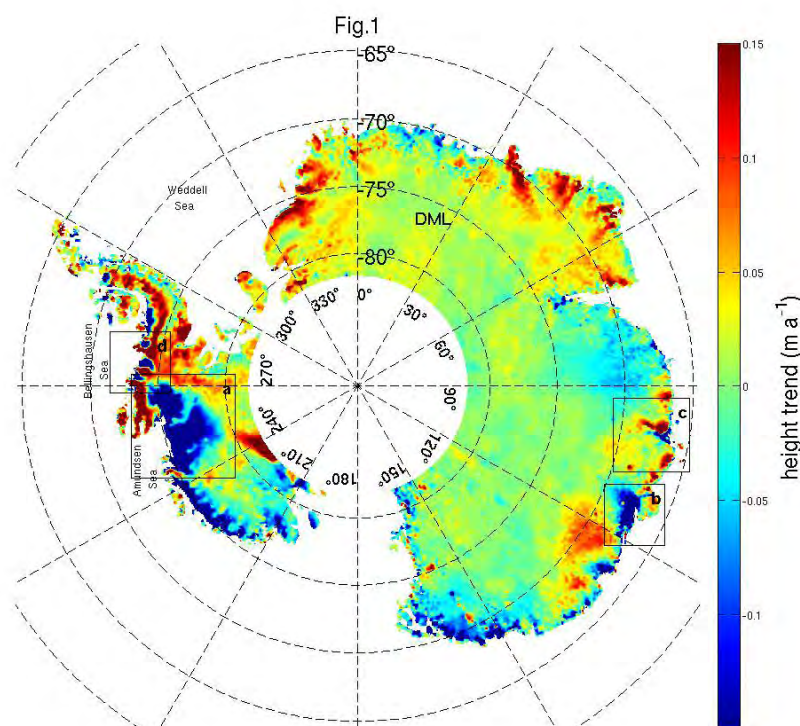 Fig.1
-65°
-70°
-75°
-80°
Weddell
Sea
DML
Bellingshausen
Sea
Amundsen
Sea
d
a
c
b
0°
30°
60°
90°
120°
150°
180°
210°
240°
270°
300°
330°
0.15
0.1
0.05
0
-0.05
-0.1
height trend (m a⁻¹)